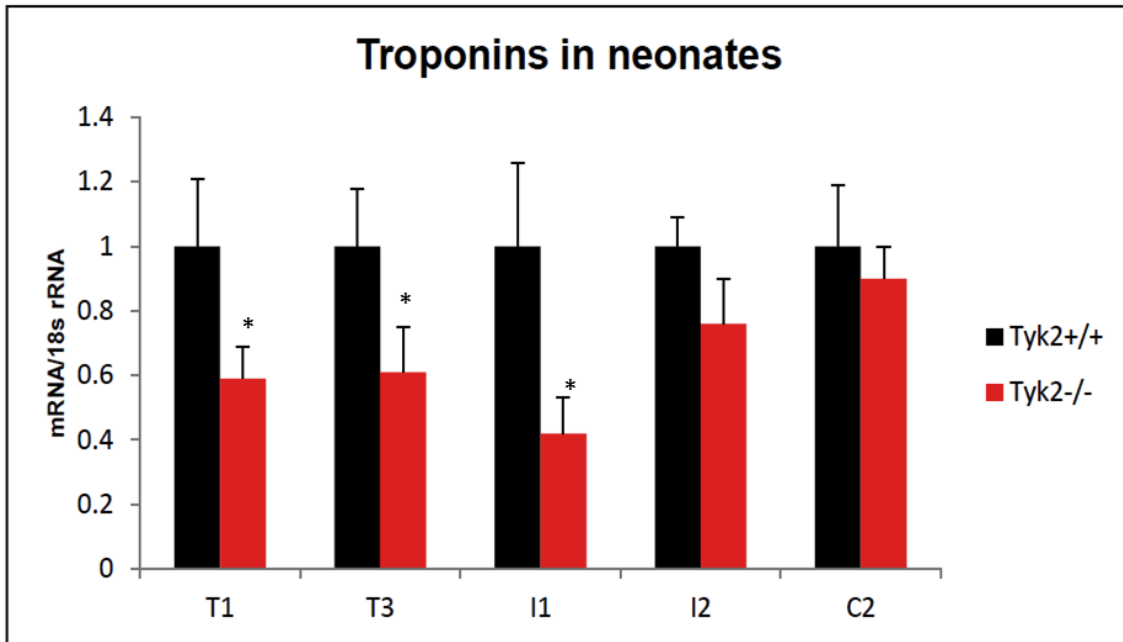 Troponins in neonates
mRNA/18s rRNA
1.4
1.2
1
0.8
0.6
0.4
0.2
0
*
*
*
T1 T3 I1 I2 C2
Tyk2+/+
Tyk2-/-